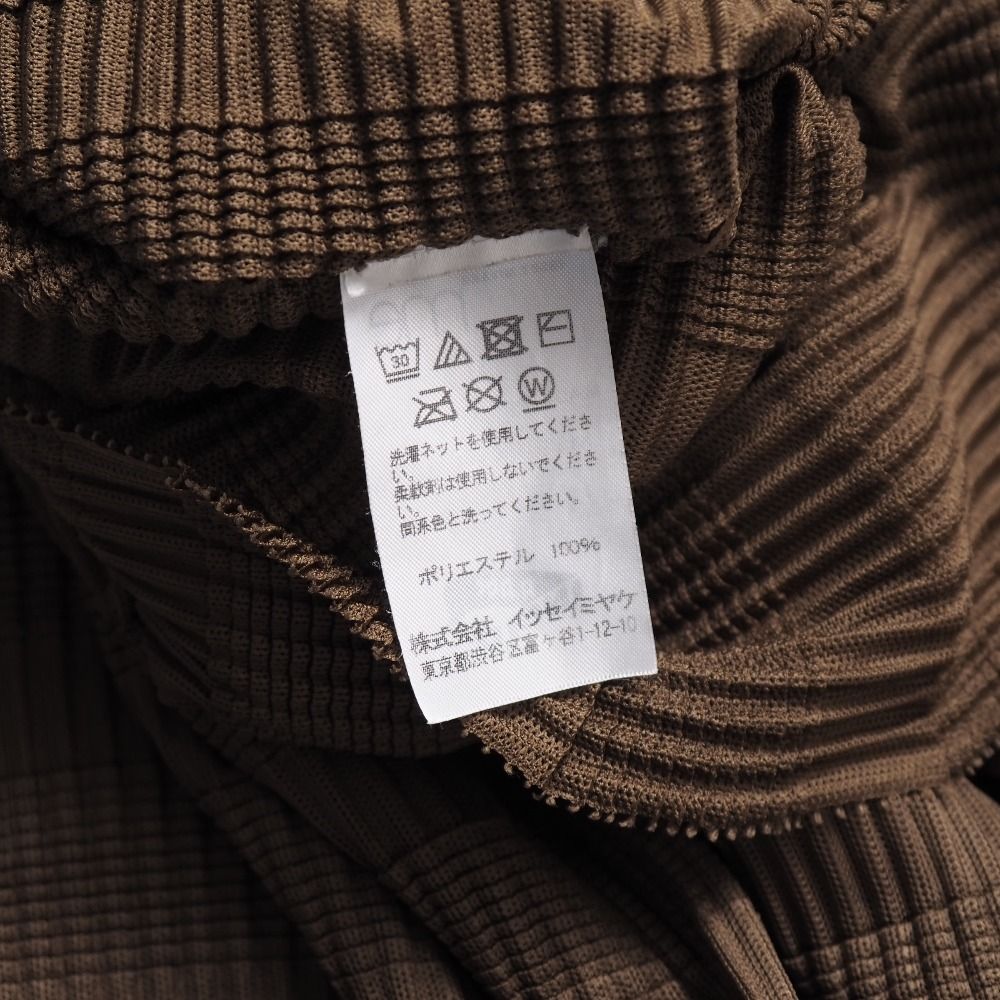 30
W
洗濯ネットを使用してくださ
い。
柔軟剤は使用しないでくださ
い。
同系色と洗ってください。
ポリエステル 100%
株式会社 イッセイミヤケ
東京都渋谷区富ヶ谷1-12-10